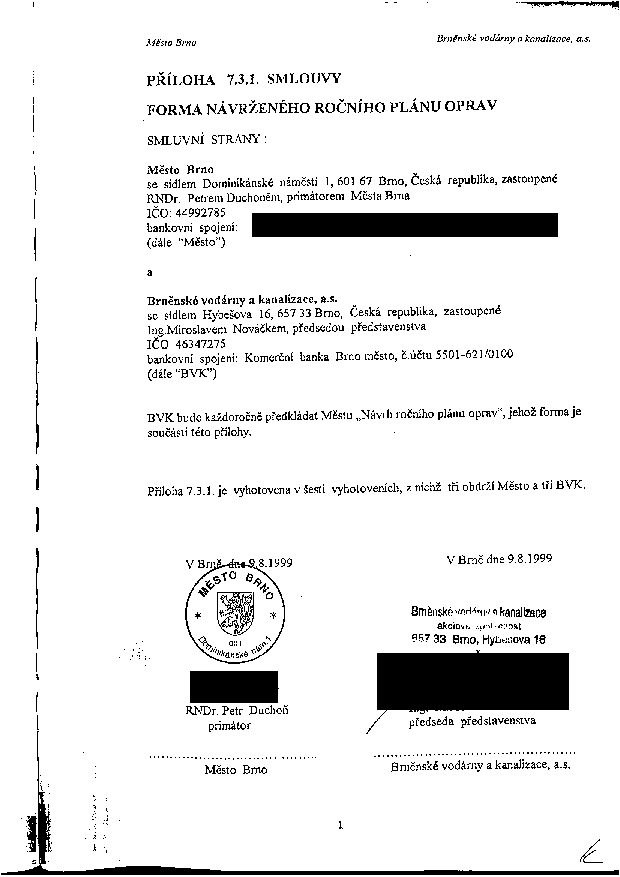 Město Brno
Brněnské vodárny a kanalizace, a.s.
PŘÍLOHA 7.3.1. SMLOUVY
FORMA NÁVRŽENÉHO ROČNÍHO PLÁNU OPRAV
SMLUVNÍ STRANY :
Město Brno
se sídlem Dominikánské náměstí 1, 601 67 Brno, Česká republika, zastoupené
RNDr. Petrem Duchoněm, primátorem Města Brna
IČO: 44992785
bankovní spojení:
(dále "Město")
a
Brněnské vodárny a kanalizace, a.s.
se sídlem Hybešova 16, 657 33 Brno, Česká republika, zastoupené
Ing.Miroslavem Nováčkem, předsedou představenstva
IČO 46347275
bankovní spojení: Komerční banka Brno město, č.účtu 5501-621/0100
(dále "BVK")
BVK bude každoročně předkládat Městu „Návrh ročního plánu oprav", jehož forma je
součástí této přílohy.
Příloha 7.3.1. je vyhotovena v šesti vyhotoveních, z nichž tři obdrží Město a tři BVK.
V Brně dne 9.8.1999
V Brně dne 9.8.1999
MĚSTO BRNO
Dominikánské nám.1
Brněnské vodárny a kanalizace
akciová společnost
657 33 Brno, Hybešova 16
RNDr. Petr Duchoň
primátor
předseda představenstva
Město Brno
Brněnské vodárny a kanalizace, a.s.
1